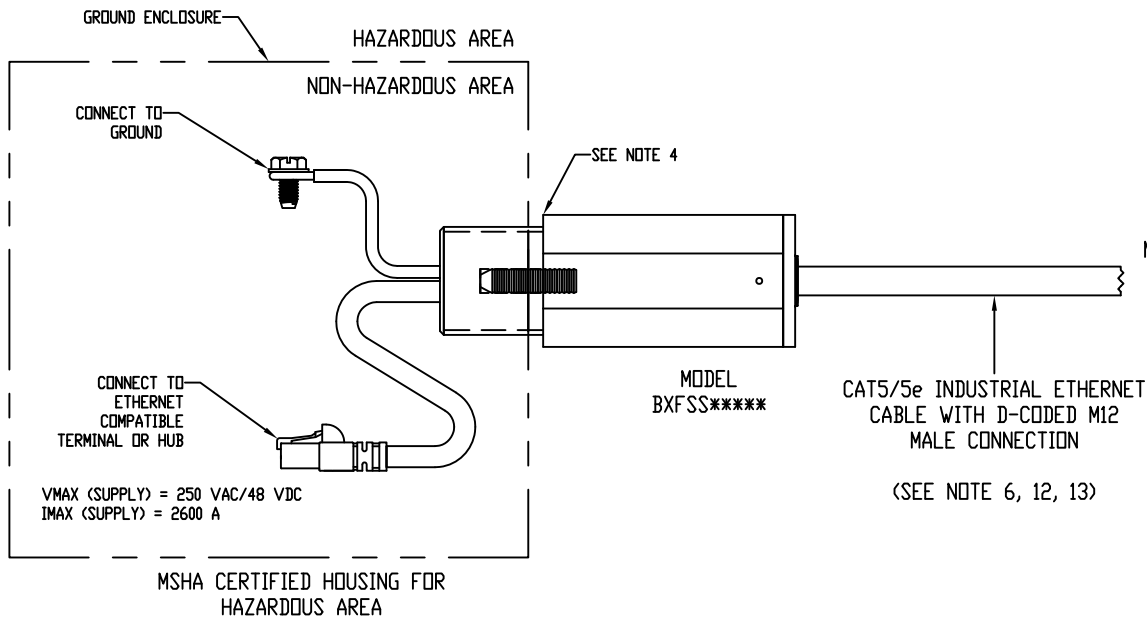 GROUND ENCLOSURE
HAZARDOUS AREA
NON-HAZARDOUS AREA
CONNECT TO
GROUND
SEE NOTE 4
MODEL
BXFSS*****
CAT5/5e INDUSTRIAL ETHERNET
CABLE WITH D-CODED M12
MALE CONNECTION
(SEE NOTE 6, 12, 13)
CONNECT TO
ETHERNET
COMPATIBLE
TERMINAL OR HUB
VMAX (SUPPLY) = 250 VAC/48 VDC
IMAX (SUPPLY) = 2600 A
MSHA CERTIFIED HOUSING FOR
HAZARDOUS AREA